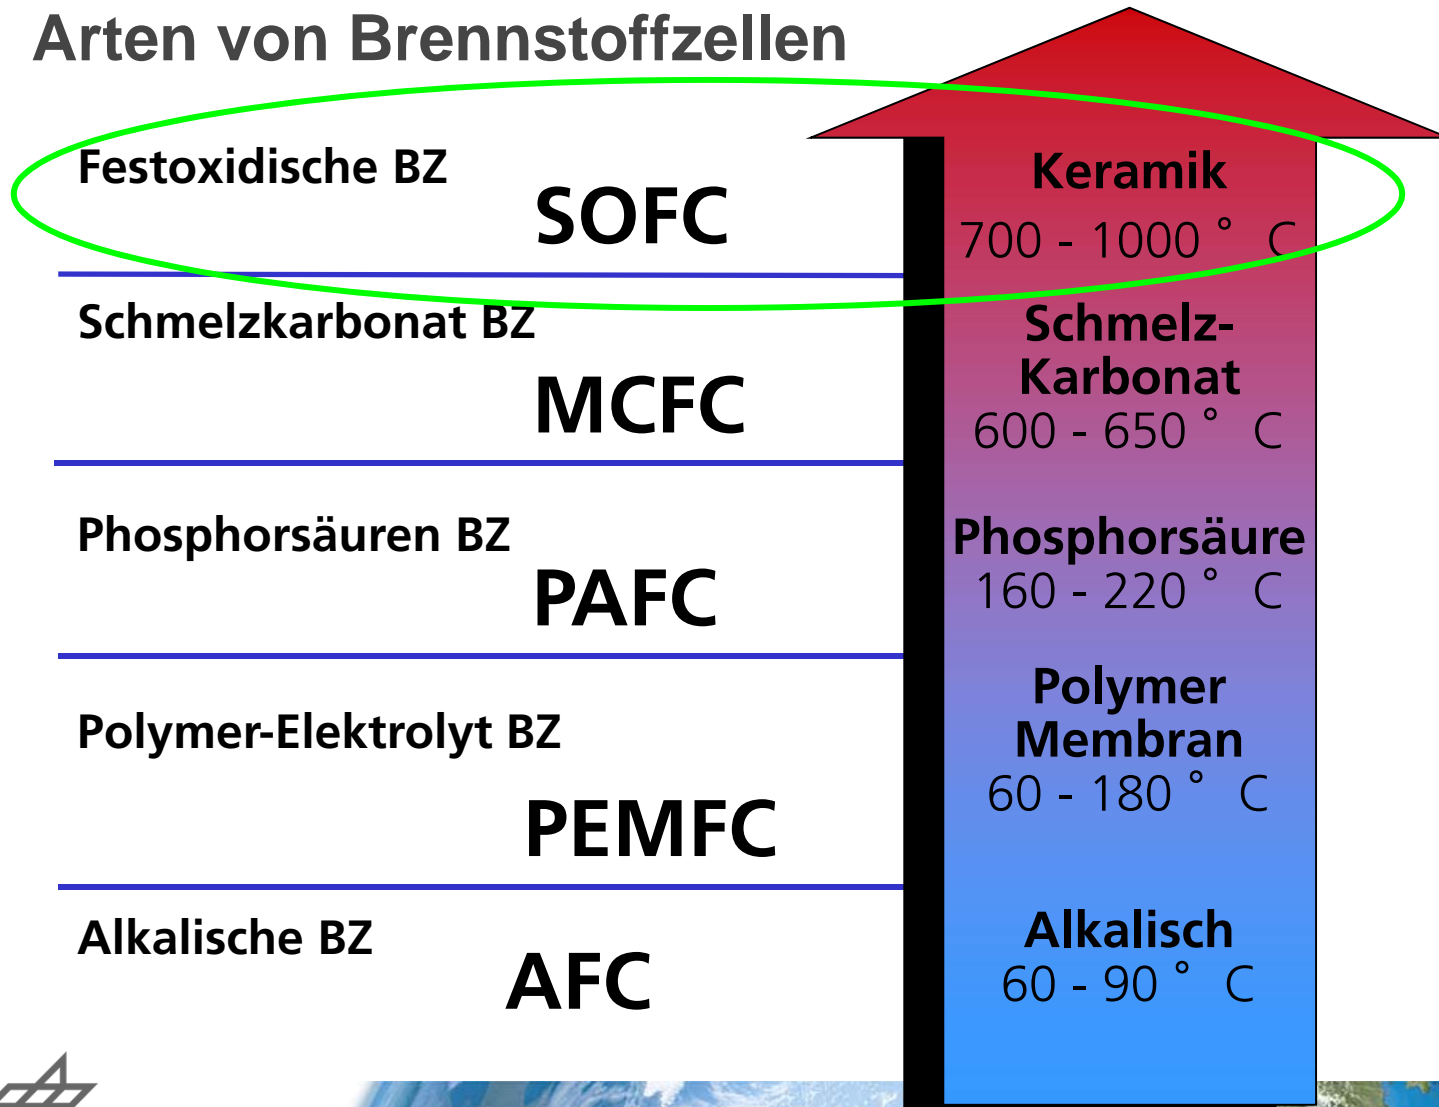 Arten von Brennstoffzellen
Festoxidische BZ
SOFC
Keramik
700 - 1000 ° C
Schmelzkarbonat BZ
MCFC
Schmelz-
Karbonat
600 - 650 ° C
Phosphorsäuren BZ
PAFC
Phosphorsäure
160 - 220 ° C
Polymer-Elektrolyt BZ
PEMFC
Polymer
Membran
60 - 180 ° C
Alkalische BZ
AFC
Alkalisch
60 - 90 ° C